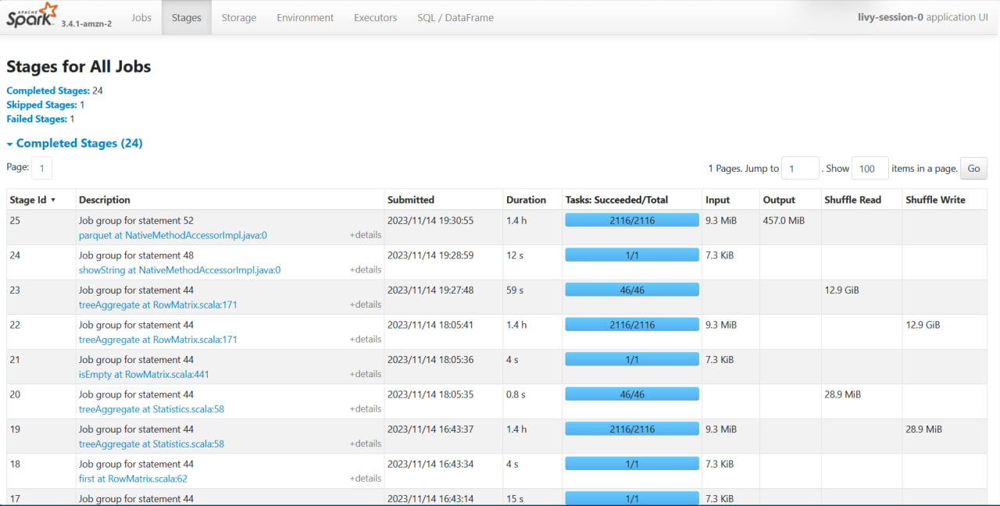 APACHE Spark 3.4.1-amzn-2 Jobs Stages Storage Environment Executors SQL / DataFrame livy-session-0 application UI
Stages for All Jobs
Completed Stages: 24
Skipped Stages: 1
Failed Stages: 1
Completed Stages (24)
Page: 1 1 Pages. Jump to 1 . Show 100 items in a page. Go
Stage Id ▾ Description Submitted Duration Tasks: Succeeded/Total Input Output Shuffle Read Shuffle Write
25 Job group for statement 52 2023/11/14 19:30:55 1.4 h 2116/2116 9.3 MiB 457.0 MiB
parquet at NativeMethodAccessorImpl.java:0 +details
24 Job group for statement 48 2023/11/14 19:28:59 12 s 1/1 7.3 KiB
showString at NativeMethodAccessorImpl.java:0 +details
23 Job group for statement 44 2023/11/14 19:27:48 59 s 46/46 12.9 GiB
treeAggregate at RowMatrix.scala:171 +details
22 Job group for statement 44 2023/11/14 18:05:41 1.4 h 2116/2116 9.3 MiB 12.9 GiB
treeAggregate at RowMatrix.scala:171 +details
21 Job group for statement 44 2023/11/14 18:05:36 4 s 1/1 7.3 KiB
isEmpty at RowMatrix.scala:441 +details
20 Job group for statement 44 2023/11/14 18:05:35 0.8 s 46/46 28.9 MiB
treeAggregate at Statistics.scala:58 +details
19 Job group for statement 44 2023/11/14 16:43:37 1.4 h 2116/2116 9.3 MiB 28.9 MiB
treeAggregate at Statistics.scala:58 +details
18 Job group for statement 44 2023/11/14 16:43:34 4 s 1/1 7.3 KiB
first at RowMatrix.scala:62 +details
17 Job group for statement 44 2023/11/14 16:43:14 15 s 1/1 7.3 KiB